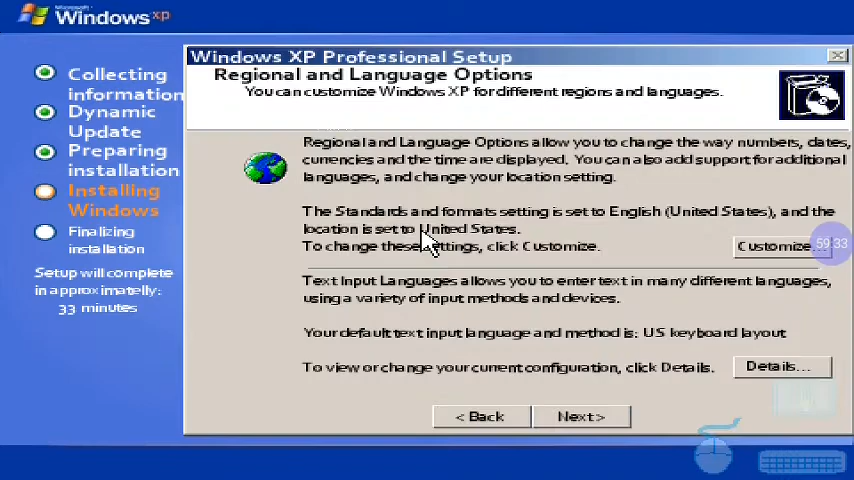 Microsoft
Windows xp
Collecting
information
Dynamic
Update
Preparing
installation
Installing
Windows
Finalizing
installation
Setup will complete
in approximatelly:
33 minutes
Windows XP Professional Setup
Regional and Language Options
You can customize Windows XP for different regions and languages.
Regional and Language Options allow you to change the way numbers, dates,
currencies and the time are displayed. You can also add support for additional
languages, and change your location setting.
The Standards and formats setting is set to English (United States), and the
location is set to United States.
To change these settings, click Customize.
Customize...
59:33
Text Input Languages allows you to enter text in many different languages,
using a variety of input methods and devices.
Your default text input language and method is: US keyboard layout
To view or change your current configuration, click Details.
Details...
< Back
Next >